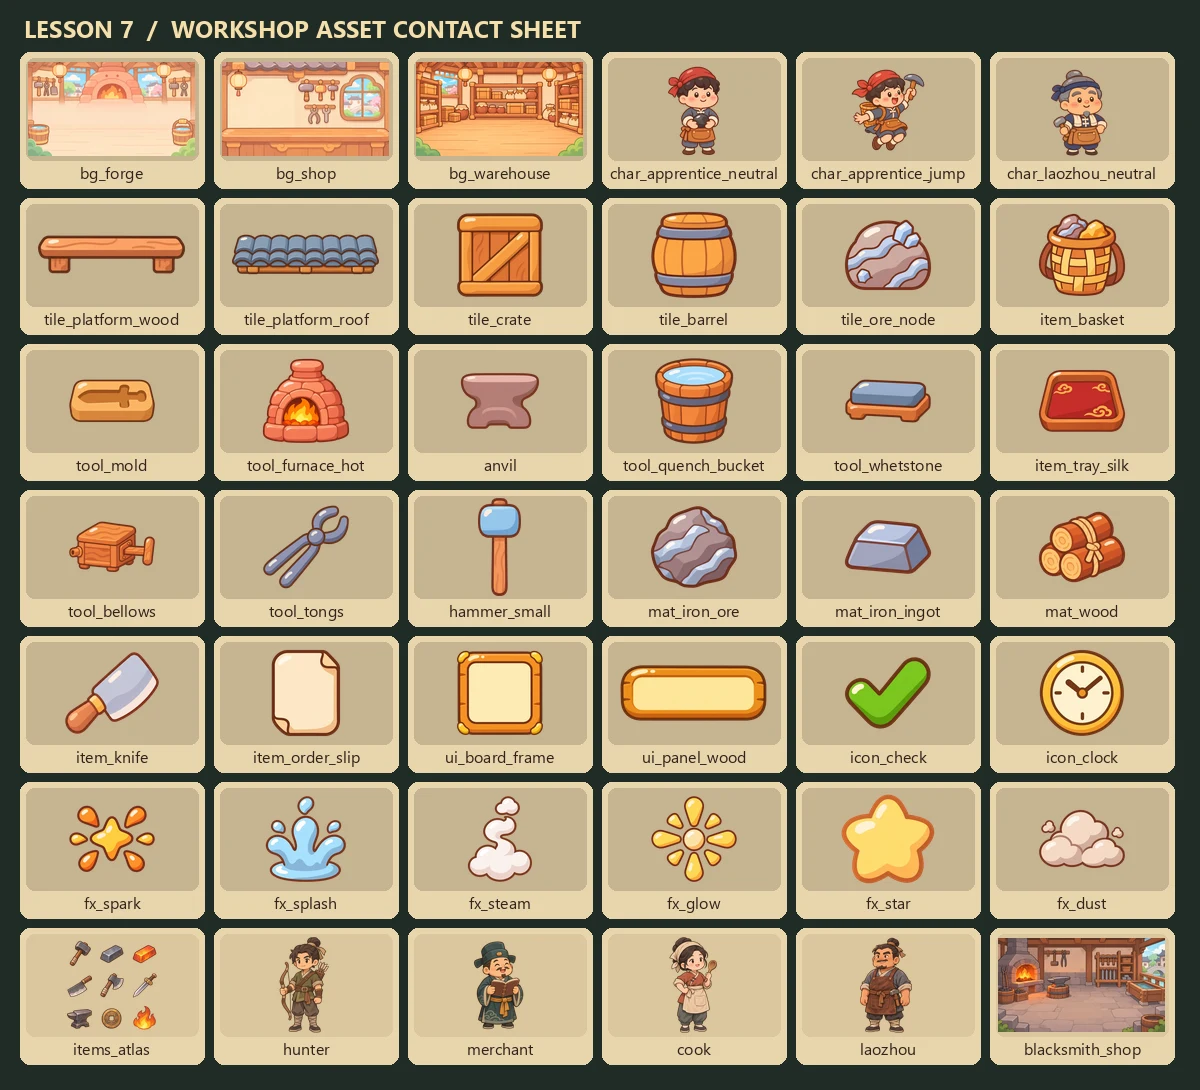 LESSON 7 / WORKSHOP ASSET CONTACT SHEET
bg_forge
bg_shop
bg_warehouse
char_apprentice_neutral
char_apprentice_jump
char_laozhou_neutral
tile_platform_wood
tile_platform_roof
tile_crate
tile_barrel
tile_ore_node
item_basket
tool_mold
tool_furnace_hot
anvil
tool_quench_bucket
tool_whetstone
item_tray_silk
tool_bellows
tool_tongs
hammer_small
mat_iron_ore
mat_iron_ingot
mat_wood
item_knife
item_order_slip
ui_board_frame
ui_panel_wood
icon_check
icon_clock
fx_spark
fx_splash
fx_steam
fx_glow
fx_star
fx_dust
items_atlas
hunter
merchant
cook
laozhou
blacksmith_shop